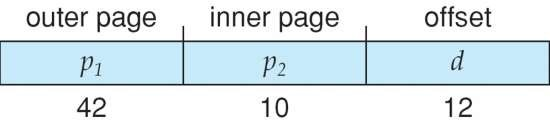 outer page inner page offset
p1 p2 d
42 10 12